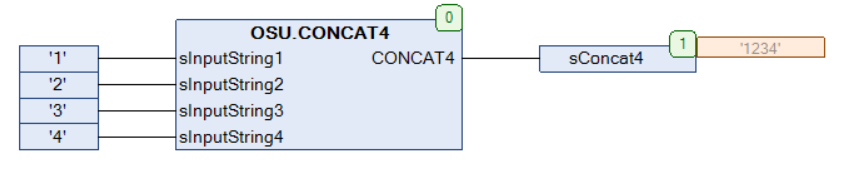 0
OSU.CONCAT4
'1' sInputString1 CONCAT4 sConcat4 1 '1234'
'2' sInputString2
'3' sInputString3
'4' sInputString4